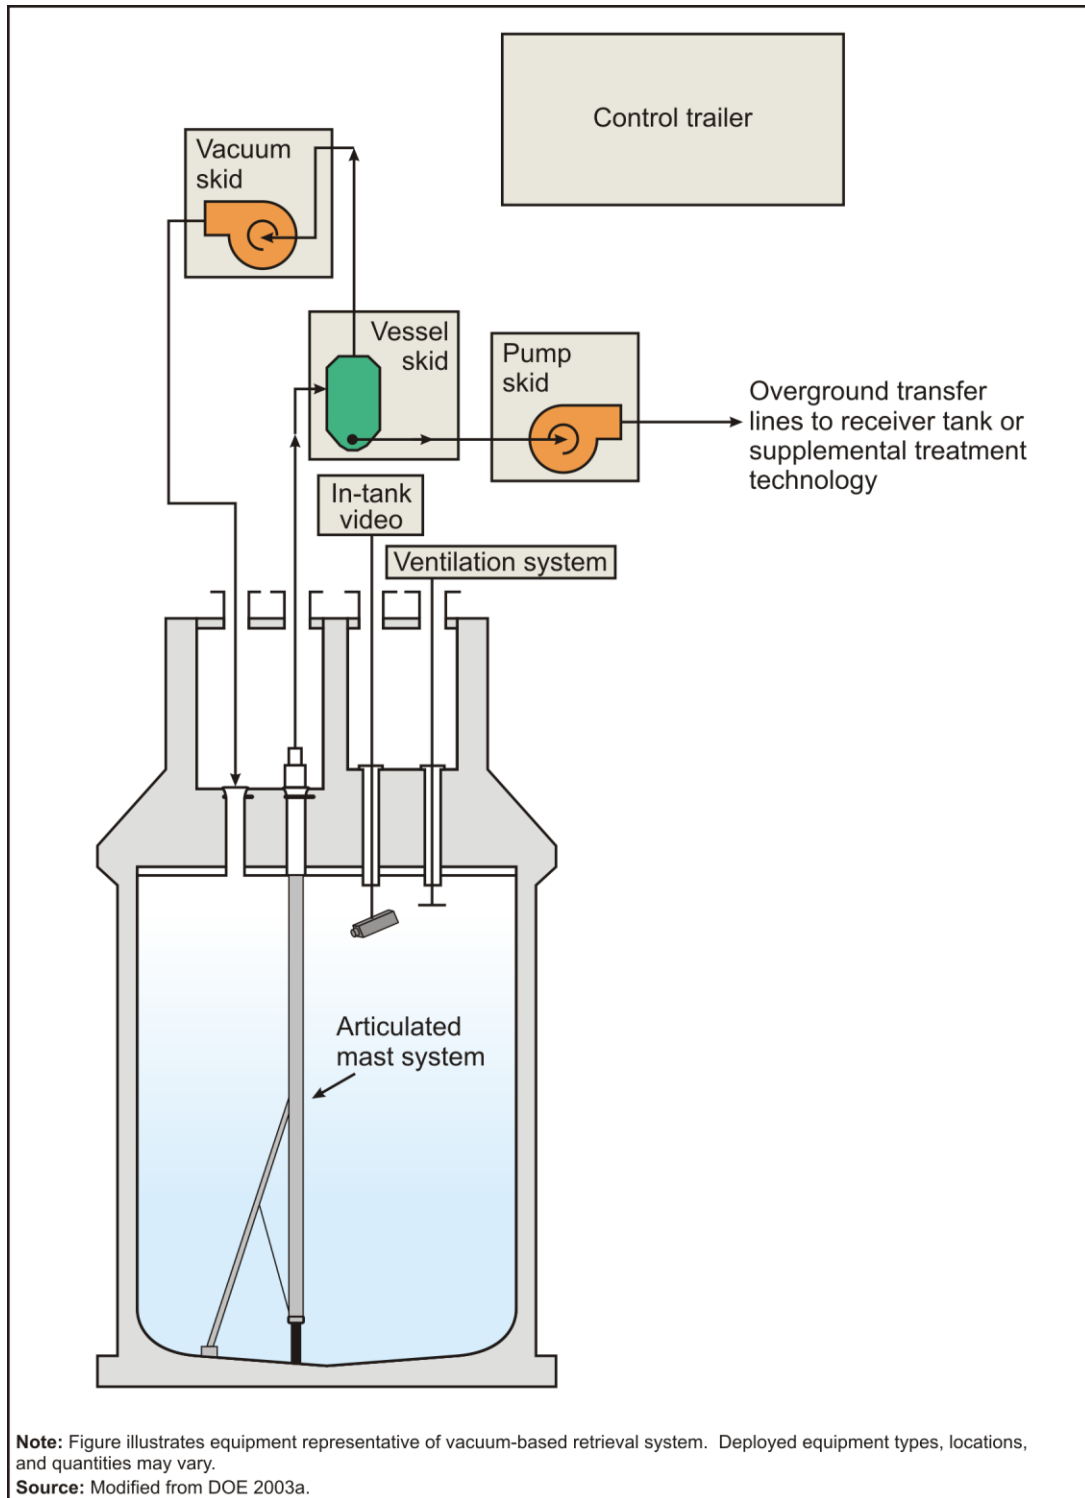 Control trailer
Vacuum
skid
Vessel
skid
Pump
skid
Overground transfer
lines to receiver tank or
supplemental treatment
technology
In-tank
video
Ventilation system
Articulated
mast system
Note: Figure illustrates equipment representative of vacuum-based retrieval system.  Deployed equipment types, locations,
and quantities may vary.
Source: Modified from DOE 2003a.